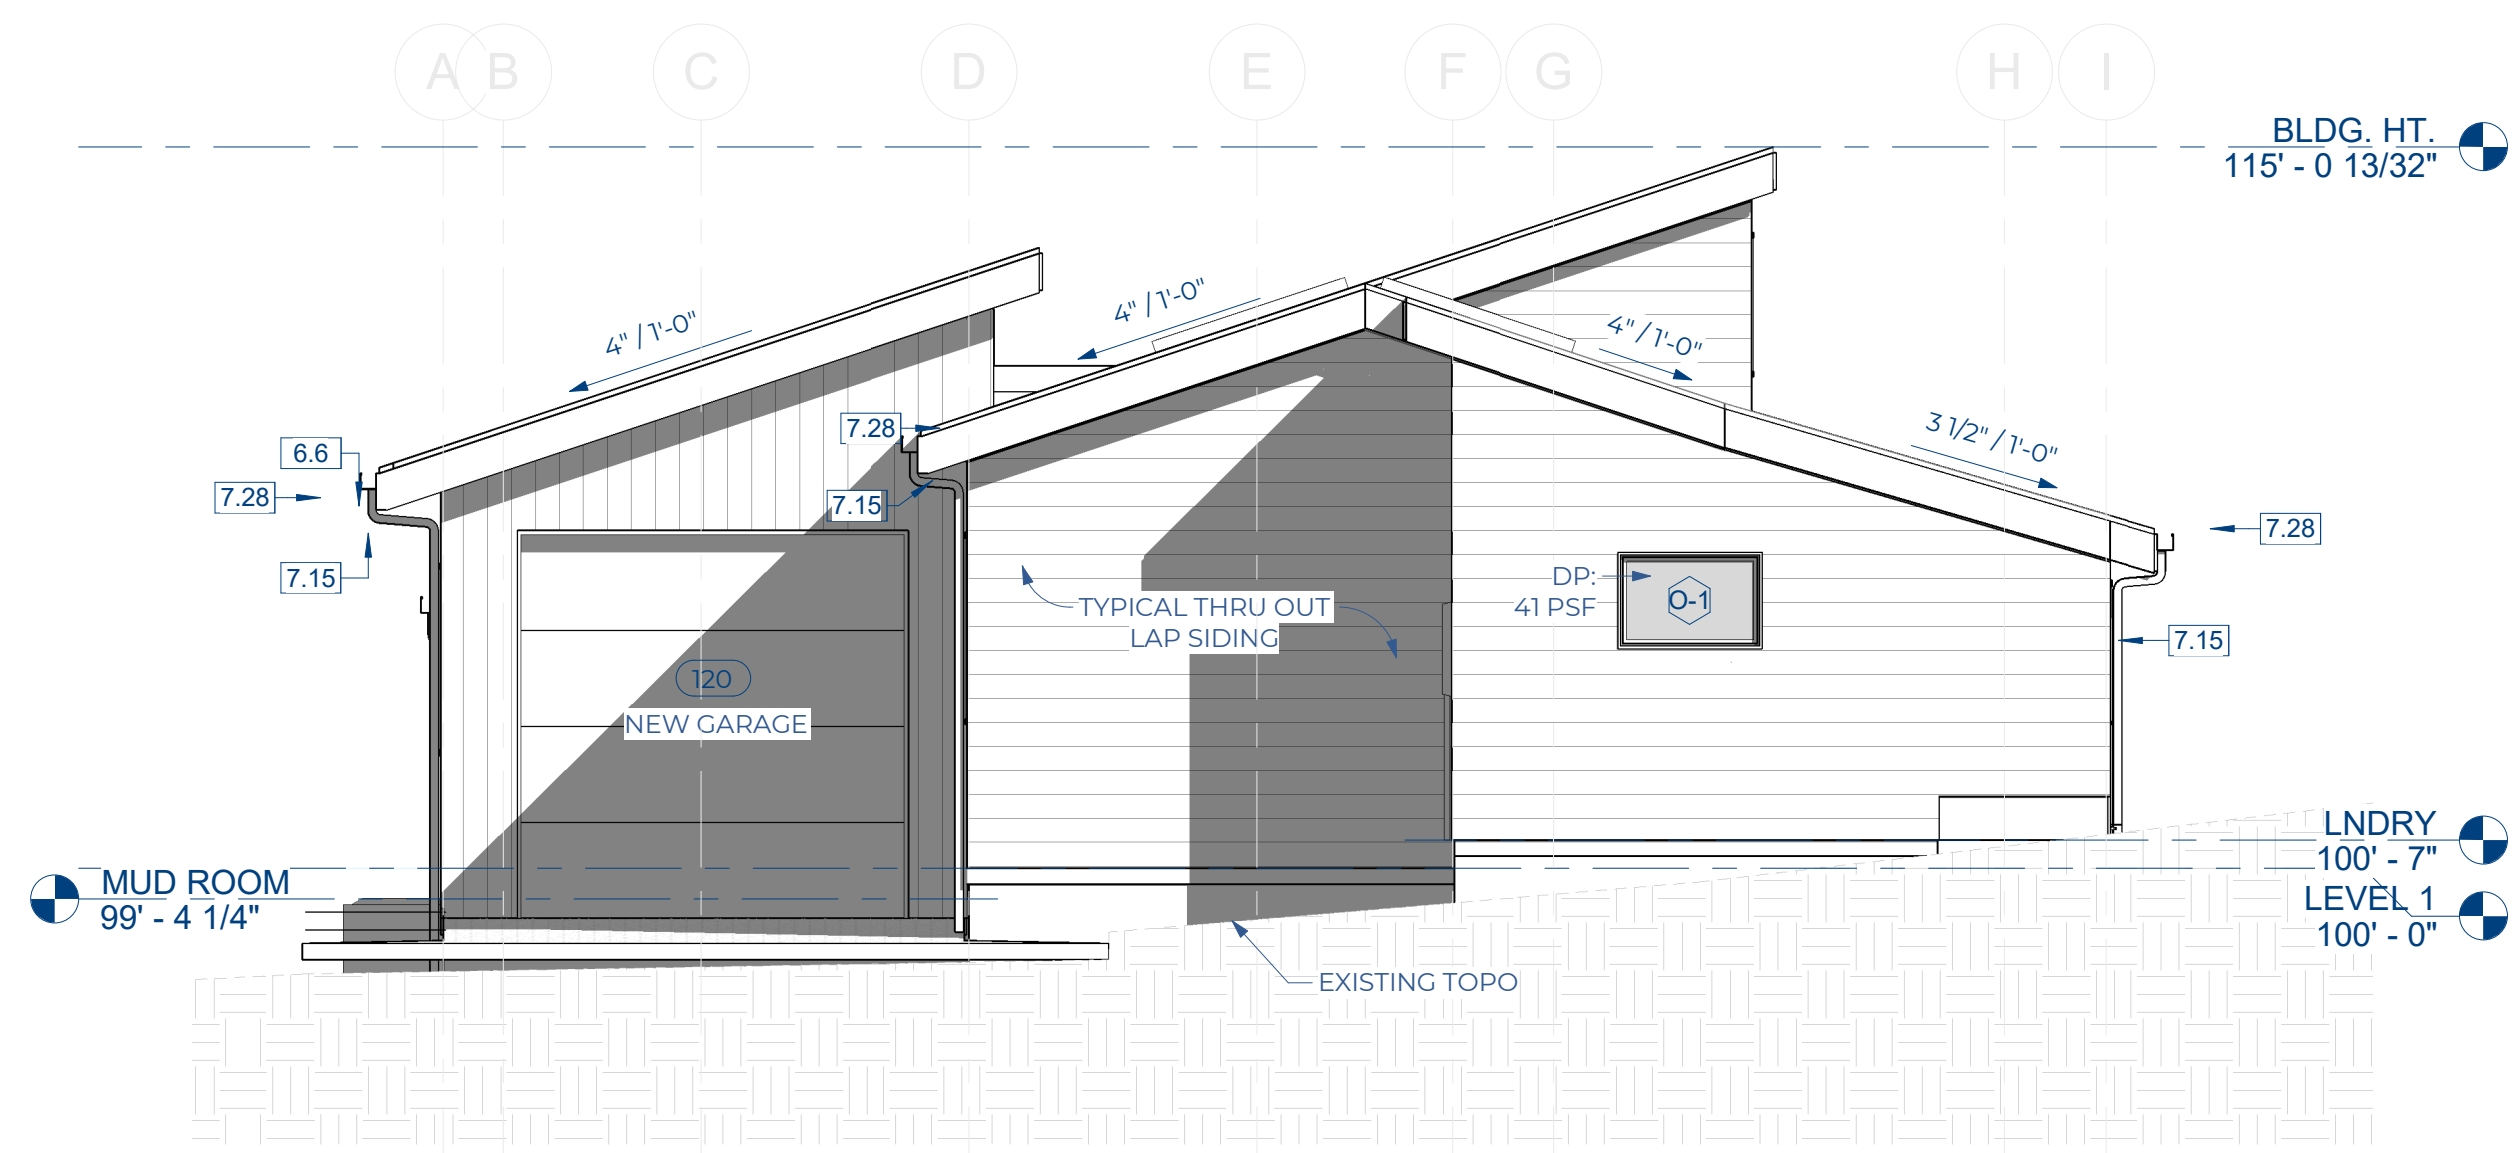 A B C D E F G H I
BLDG. HT.
115' - 0 13/32"
4" / 1'-0"
4" / 1'-0"
4" / 1'-0"
3 1/2" / 1'-0"
6.6
7.28
7.15
7.28
7.15
7.28
7.15
DP:
41 PSF
O-1
TYPICAL THRU OUT
LAP SIDING
120
NEW GARAGE
MUD ROOM
99' - 4 1/4"
LNDRY
100' - 7"
LEVEL 1
100' - 0"
EXISTING TOPO